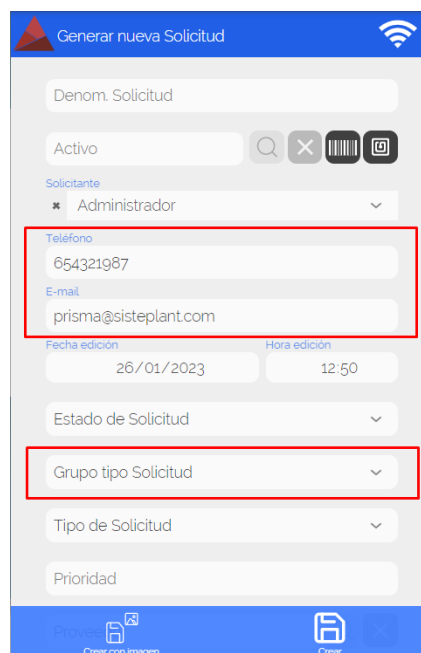 Generar nueva Solicitud
Denom. Solicitud
Activo
Solicitante
Administrador
Teléfono
654321987
E-mail
prisma@sisteplant.com
Fecha edición Hora edición
26/01/2023 12:50
Estado de Solicitud
Grupo tipo Solicitud
Tipo de Solicitud
Prioridad
Crear con imagen Crear